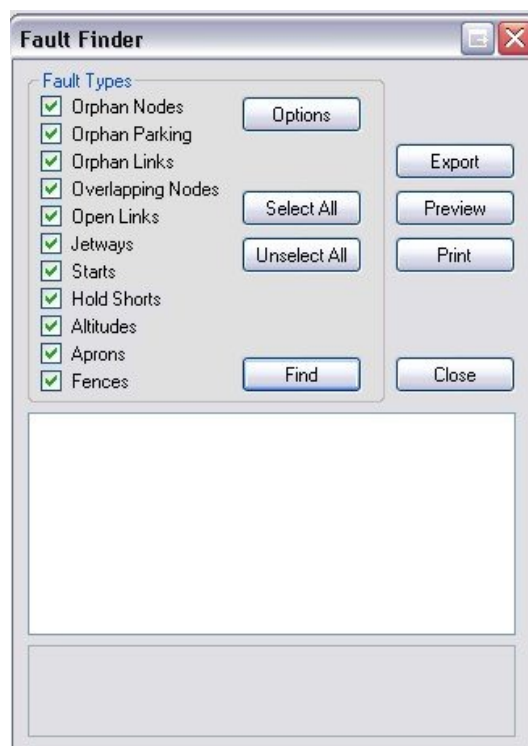 Fault Finder
Fault Types
Orphan Nodes
Orphan Parking
Orphan Links
Overlapping Nodes
Open Links
Jetways
Starts
Hold Shorts
Altitudes
Aprons
Fences
Options
Select All
Unselect All
Find
Export
Preview
Print
Close